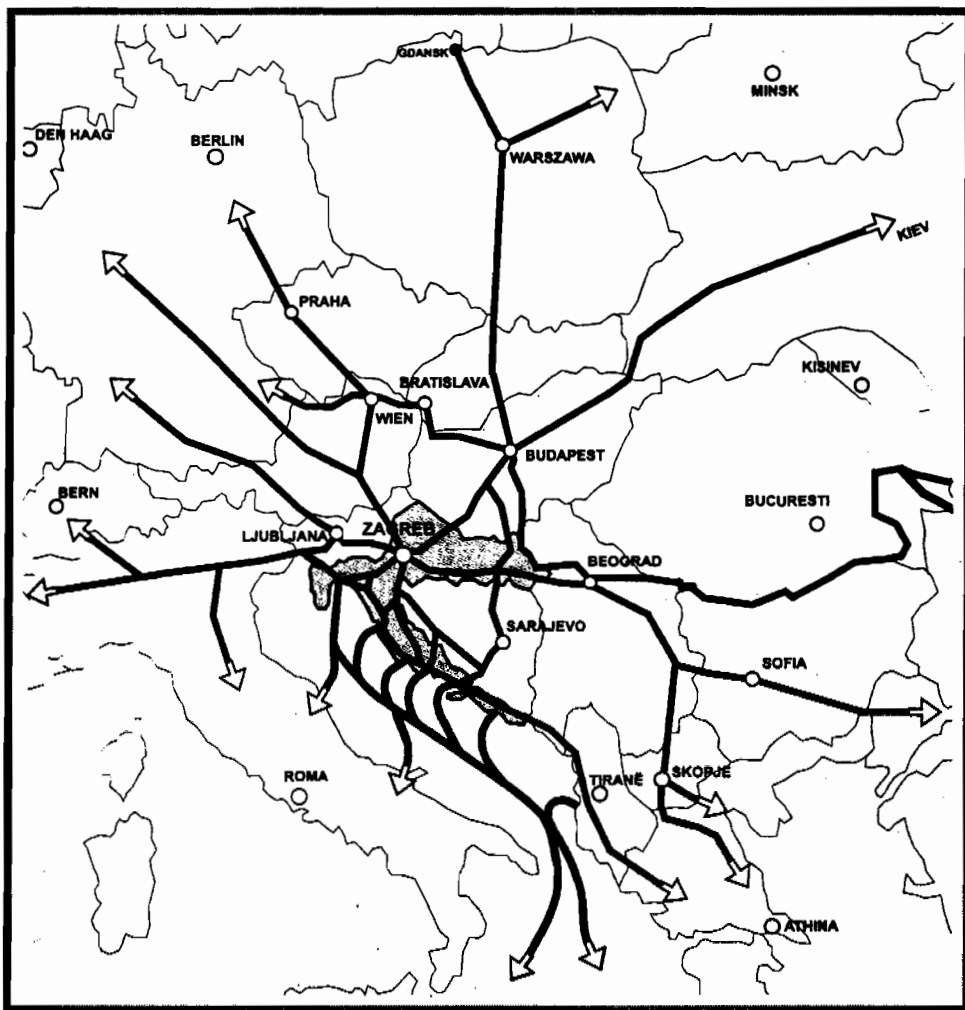 GDANSK
MINSK
DEN HAAG
BERLIN
WARSZAWA
KIEV
PRAHA
KISINEV
BRATISLAVA
WIEN
BUDAPEST
BERN
BUCURESTI
LJUBLJANA
ZAGREB
BEOGRAD
SARAJEVO
SOFIA
ROMA
TIRANË
SKOPJE
ATHINA